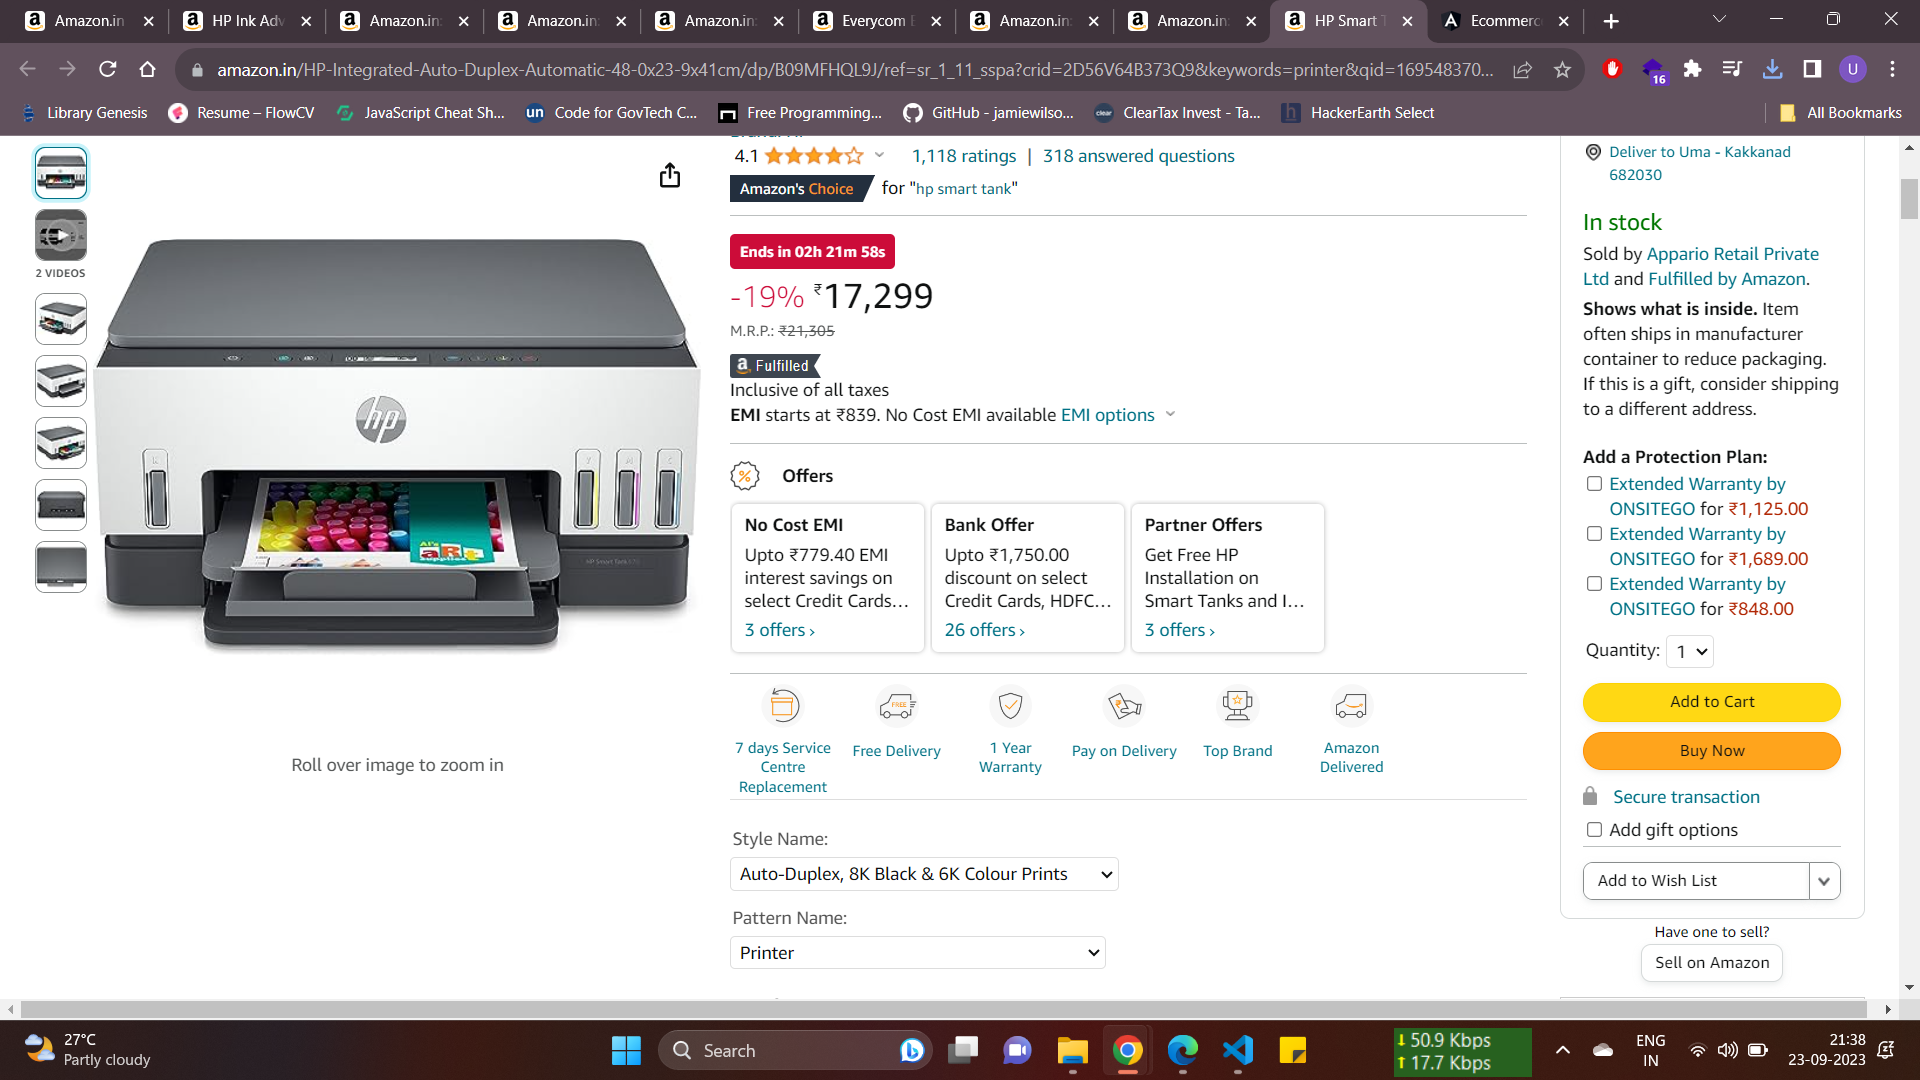 Amazon.in
HP Ink Adv
Amazon.in:
Amazon.in:
Amazon.in:
Everycom
Amazon.in:
Amazon.in:
HP Smart T
Ecommerc
amazon.in/HP-Integrated-Auto-Duplex-Automatic-48-0x23-9x41cm/dp/B09MFHQL9J/ref=sr_1_11_sspa?crid=2D56V64B373Q9&keywords=printer&qid=169548370...
16
U
Library Genesis
Resume – FlowCV
JavaScript Cheat Sh...
un
Code for GovTech C...
Free Programming...
GitHub - jamiewilso...
clear
ClearTax Invest - Ta...
h
HackerEarth Select
All Bookmarks
2 VIDEOS
hp
Roll over image to zoom in
4.1
1,118 ratings | 318 answered questions
Amazon's Choice for "hp smart tank"
Ends in 02h 21m 58s
-19% ₹17,299
M.R.P.: ₹21,305
a Fulfilled
Inclusive of all taxes
EMI starts at ₹839. No Cost EMI available EMI options
Offers
No Cost EMI
Upto ₹779.40 EMI
interest savings on
select Credit Cards…
3 offers ›
Bank Offer
Upto ₹1,750.00
discount on select
Credit Cards, HDFC…
26 offers ›
Partner Offers
Get Free HP
Installation on
Smart Tanks and I…
3 offers ›
FREE
7 days Service
Centre
Replacement
Free Delivery
1 Year
Warranty
Pay on Delivery
Top Brand
Amazon
Delivered
Style Name:
Auto-Duplex, 8K Black & 6K Colour Prints
Pattern Name:
Printer
Deliver to Uma - Kakkanad
682030
In stock
Sold by Appario Retail Private
Ltd and Fulfilled by Amazon.
Shows what is inside. Item
often ships in manufacturer
container to reduce packaging.
If this is a gift, consider shipping
to a different address.
Add a Protection Plan:
Extended Warranty by
ONSITEGO for ₹1,125.00
Extended Warranty by
ONSITEGO for ₹1,689.00
Extended Warranty by
ONSITEGO for ₹848.00
Quantity: 1
Add to Cart
Buy Now
Secure transaction
Add gift options
Add to Wish List
Have one to sell?
Sell on Amazon
27°C
Partly cloudy
Search
50.9 Kbps
17.7 Kbps
ENG
IN
21:38
23-09-2023